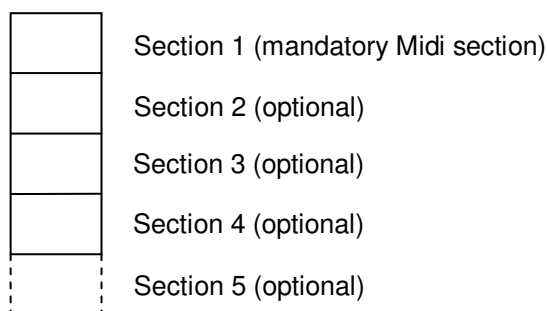 Section 1 (mandatory Midi section)
Section 2 (optional)
Section 3 (optional)
Section 4 (optional)
Section 5 (optional)